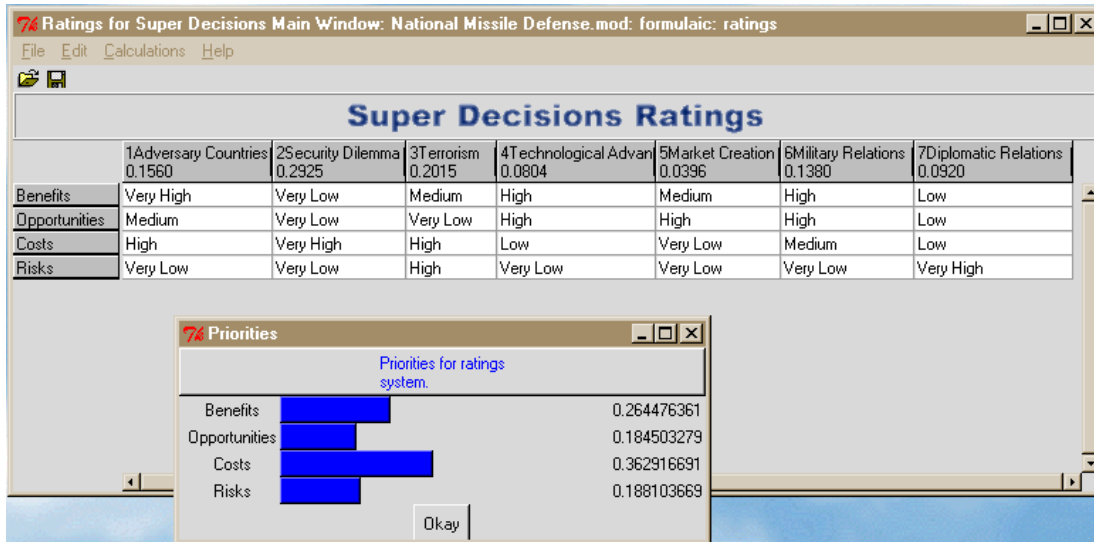 Ratings for Super Decisions Main Window: National Missile Defense.mod: formulaic: ratings
File Edit Calculations Help
Super Decisions Ratings
1Adversary Countries 2Security Dilemma 3Terrorism 4Technological Advan 5Market Creation 6Military Relations 7Diplomatic Relations
0.1560 0.2925 0.2015 0.0804 0.0396 0.1380 0.0920
Benefits Very High Very Low Medium High Medium High Low
Opportunities Medium Very Low Very Low High High High Low
Costs High Very High High Low Very Low Medium Low
Risks Very Low Very Low High Very Low Very Low Very Low Very High
Priorities
Priorities for ratings
system.
Benefits 0.264476361
Opportunities 0.184503279
Costs 0.362916691
Risks 0.188103669
Okay